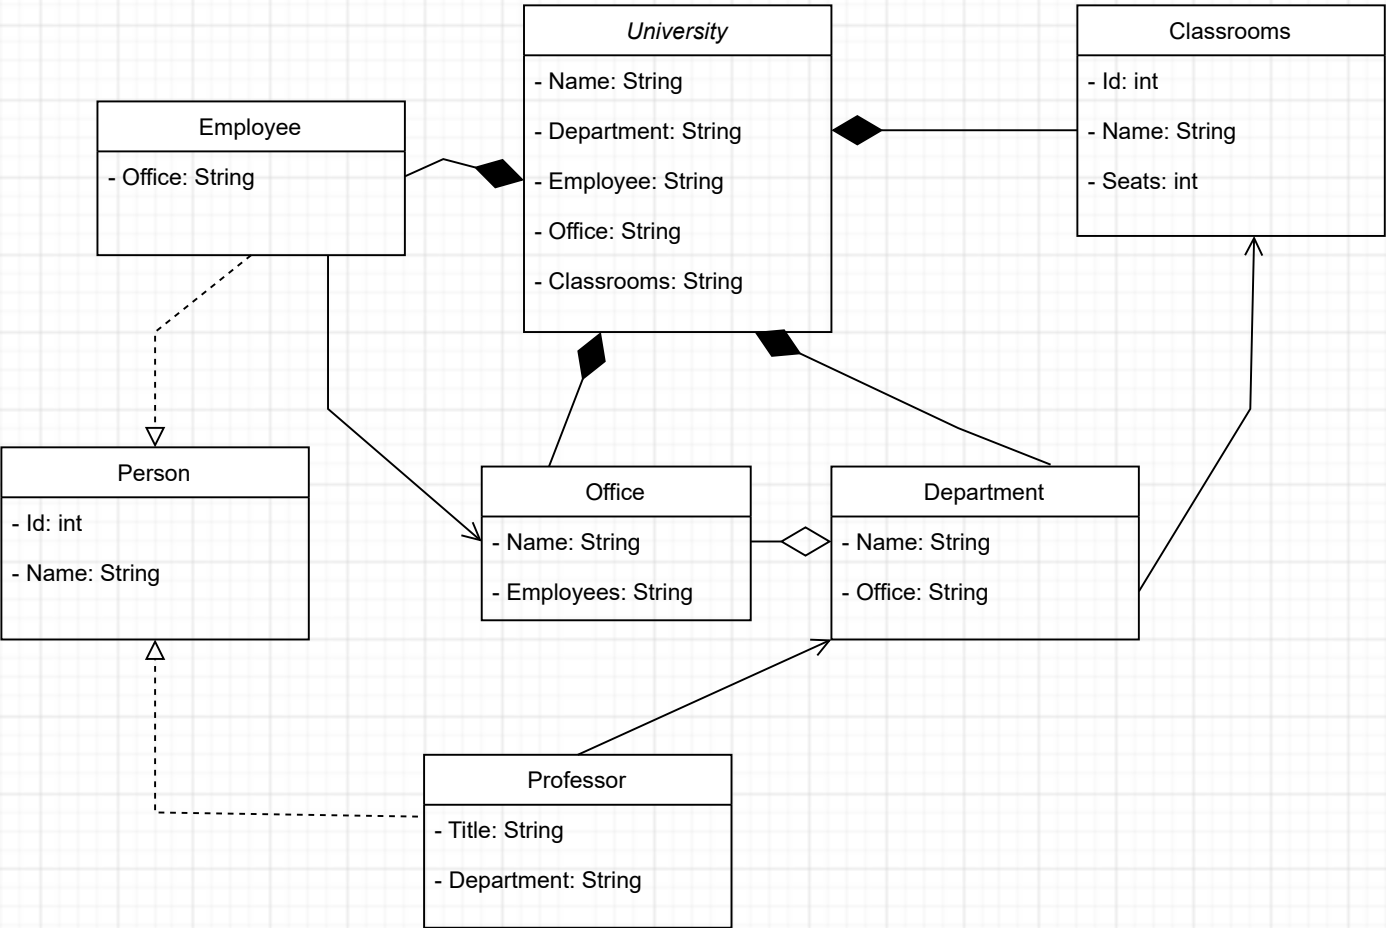 University
- Name: String
- Department: String
- Employee: String
- Office: String
- Classrooms: String
Classrooms
- Id: int
- Name: String
- Seats: int
Employee
- Office: String
Person
- Id: int
- Name: String
Office
- Name: String
- Employees: String
Department
- Name: String
- Office: String
Professor
- Title: String
- Department: String